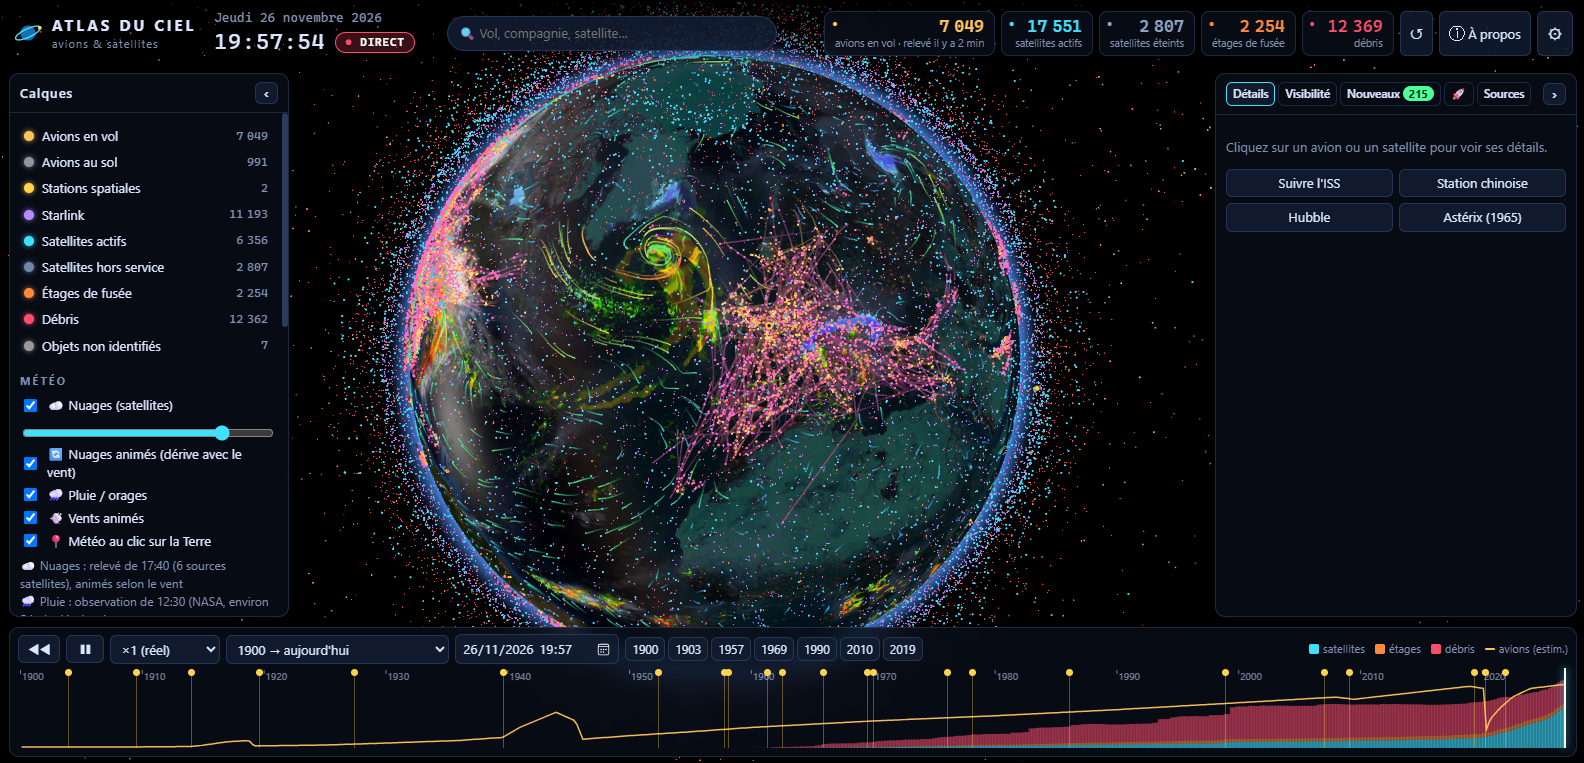 ATLAS DU CIEL
avions & satellites
Jeudi 26 novembre 2026
19:57:54
DIRECT
Vol, compagnie, satellite...
7 049
avions en vol · relevé il y a 2 min
17 551
satellites actifs
2 807
satellites éteints
2 254
étages de fusée
12 369
débris
À propos
Calques
Avions en vol 7 049
Avions au sol 991
Stations spatiales 2
Starlink 11 193
Satellites actifs 6 356
Satellites hors service 2 807
Étages de fusée 2 254
Débris 12 362
Objets non identifiés 7
MÉTÉO
Nuages (satellites)
Nuages animés (dérive avec le
vent)
Pluie / orages
Vents animés
Météo au clic sur la Terre
Nuages : relevé de 17:40 (6 sources
satellites), animés selon le vent
Pluie : observation de 12:30 (NASA, environ
Détails Visibilité Nouveaux 215 Sources
Cliquez sur un avion ou un satellite pour voir ses détails.
Suivre l'ISS Station chinoise
Hubble Astérix (1965)
×1 (réel) 1900 → aujourd'hui 26/11/2026 19:57 1900 1903 1957 1969 1990 2010 2019
satellites étages débris avions (estim.)
1900 1910 1920 1930 1940 1950 1960 1970 1980 1990 2000 2010 2020